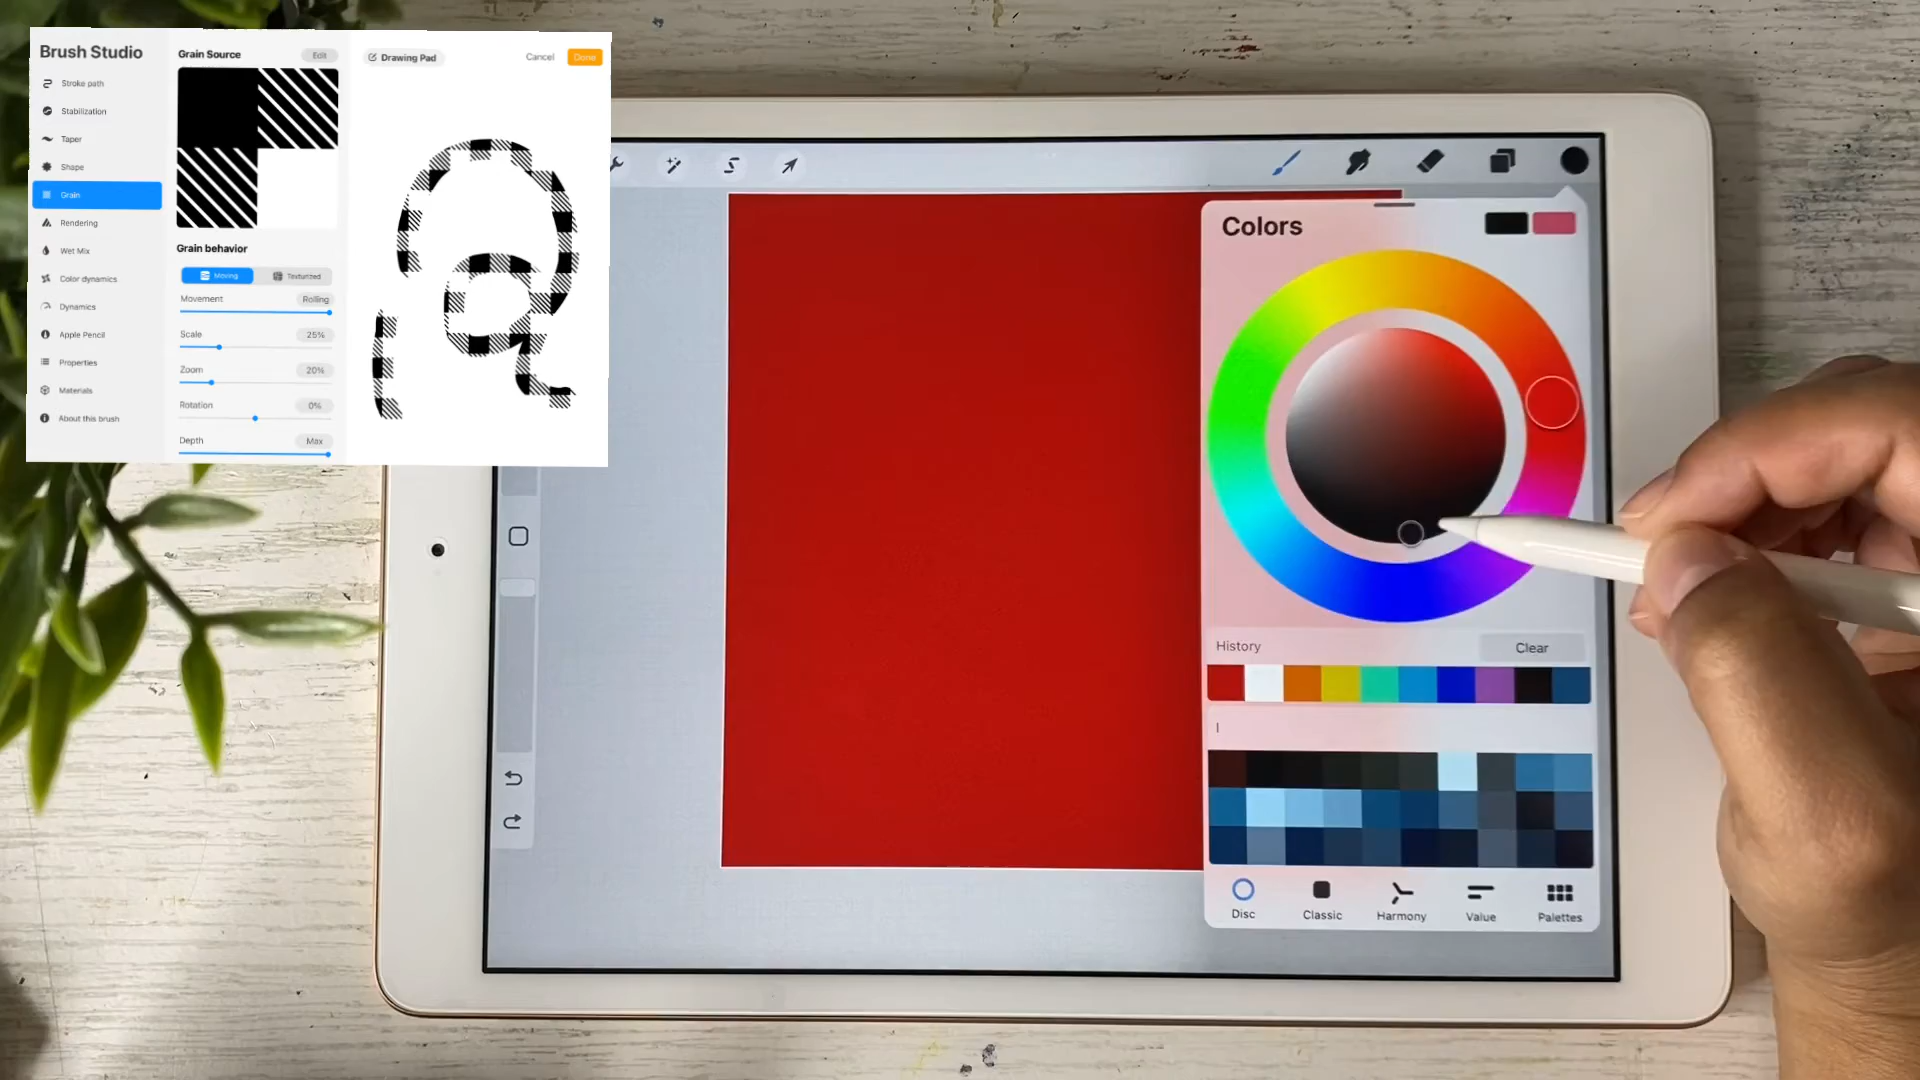 Brush Studio
Stroke path
Stabilization
Taper
Shape
Grain
Rendering
Wet Mix
Color dynamics
Dynamics
Apple Pencil
Properties
Materials
About this brush
Grain Source
Edit
Grain behavior
Moving
Texturized
Movement
Rolling
Scale
25%
Zoom
20%
Rotation
0%
Depth
Max
Drawing Pad
Cancel
Done
Colors
History
Clear
I
Disc
Classic
Harmony
Value
Palettes